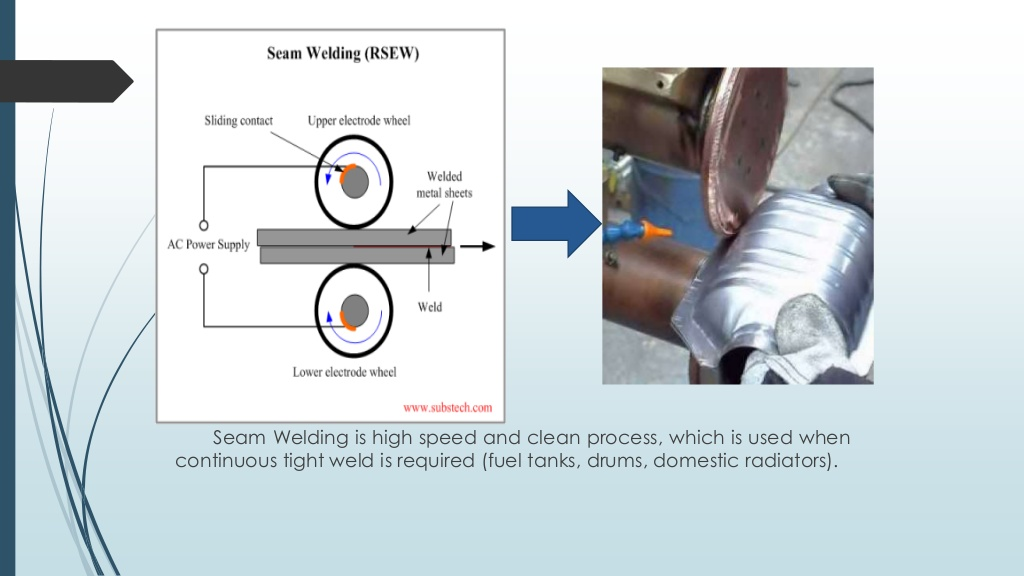 Seam Welding (RSEW)
Sliding contact
Upper electrode wheel
Welded
metal sheets
AC Power Supply
Weld
Lower electrode wheel
www.substech.com
Seam Welding is high speed and clean process, which is used when
continuous tight weld is required (fuel tanks, drums, domestic radiators).